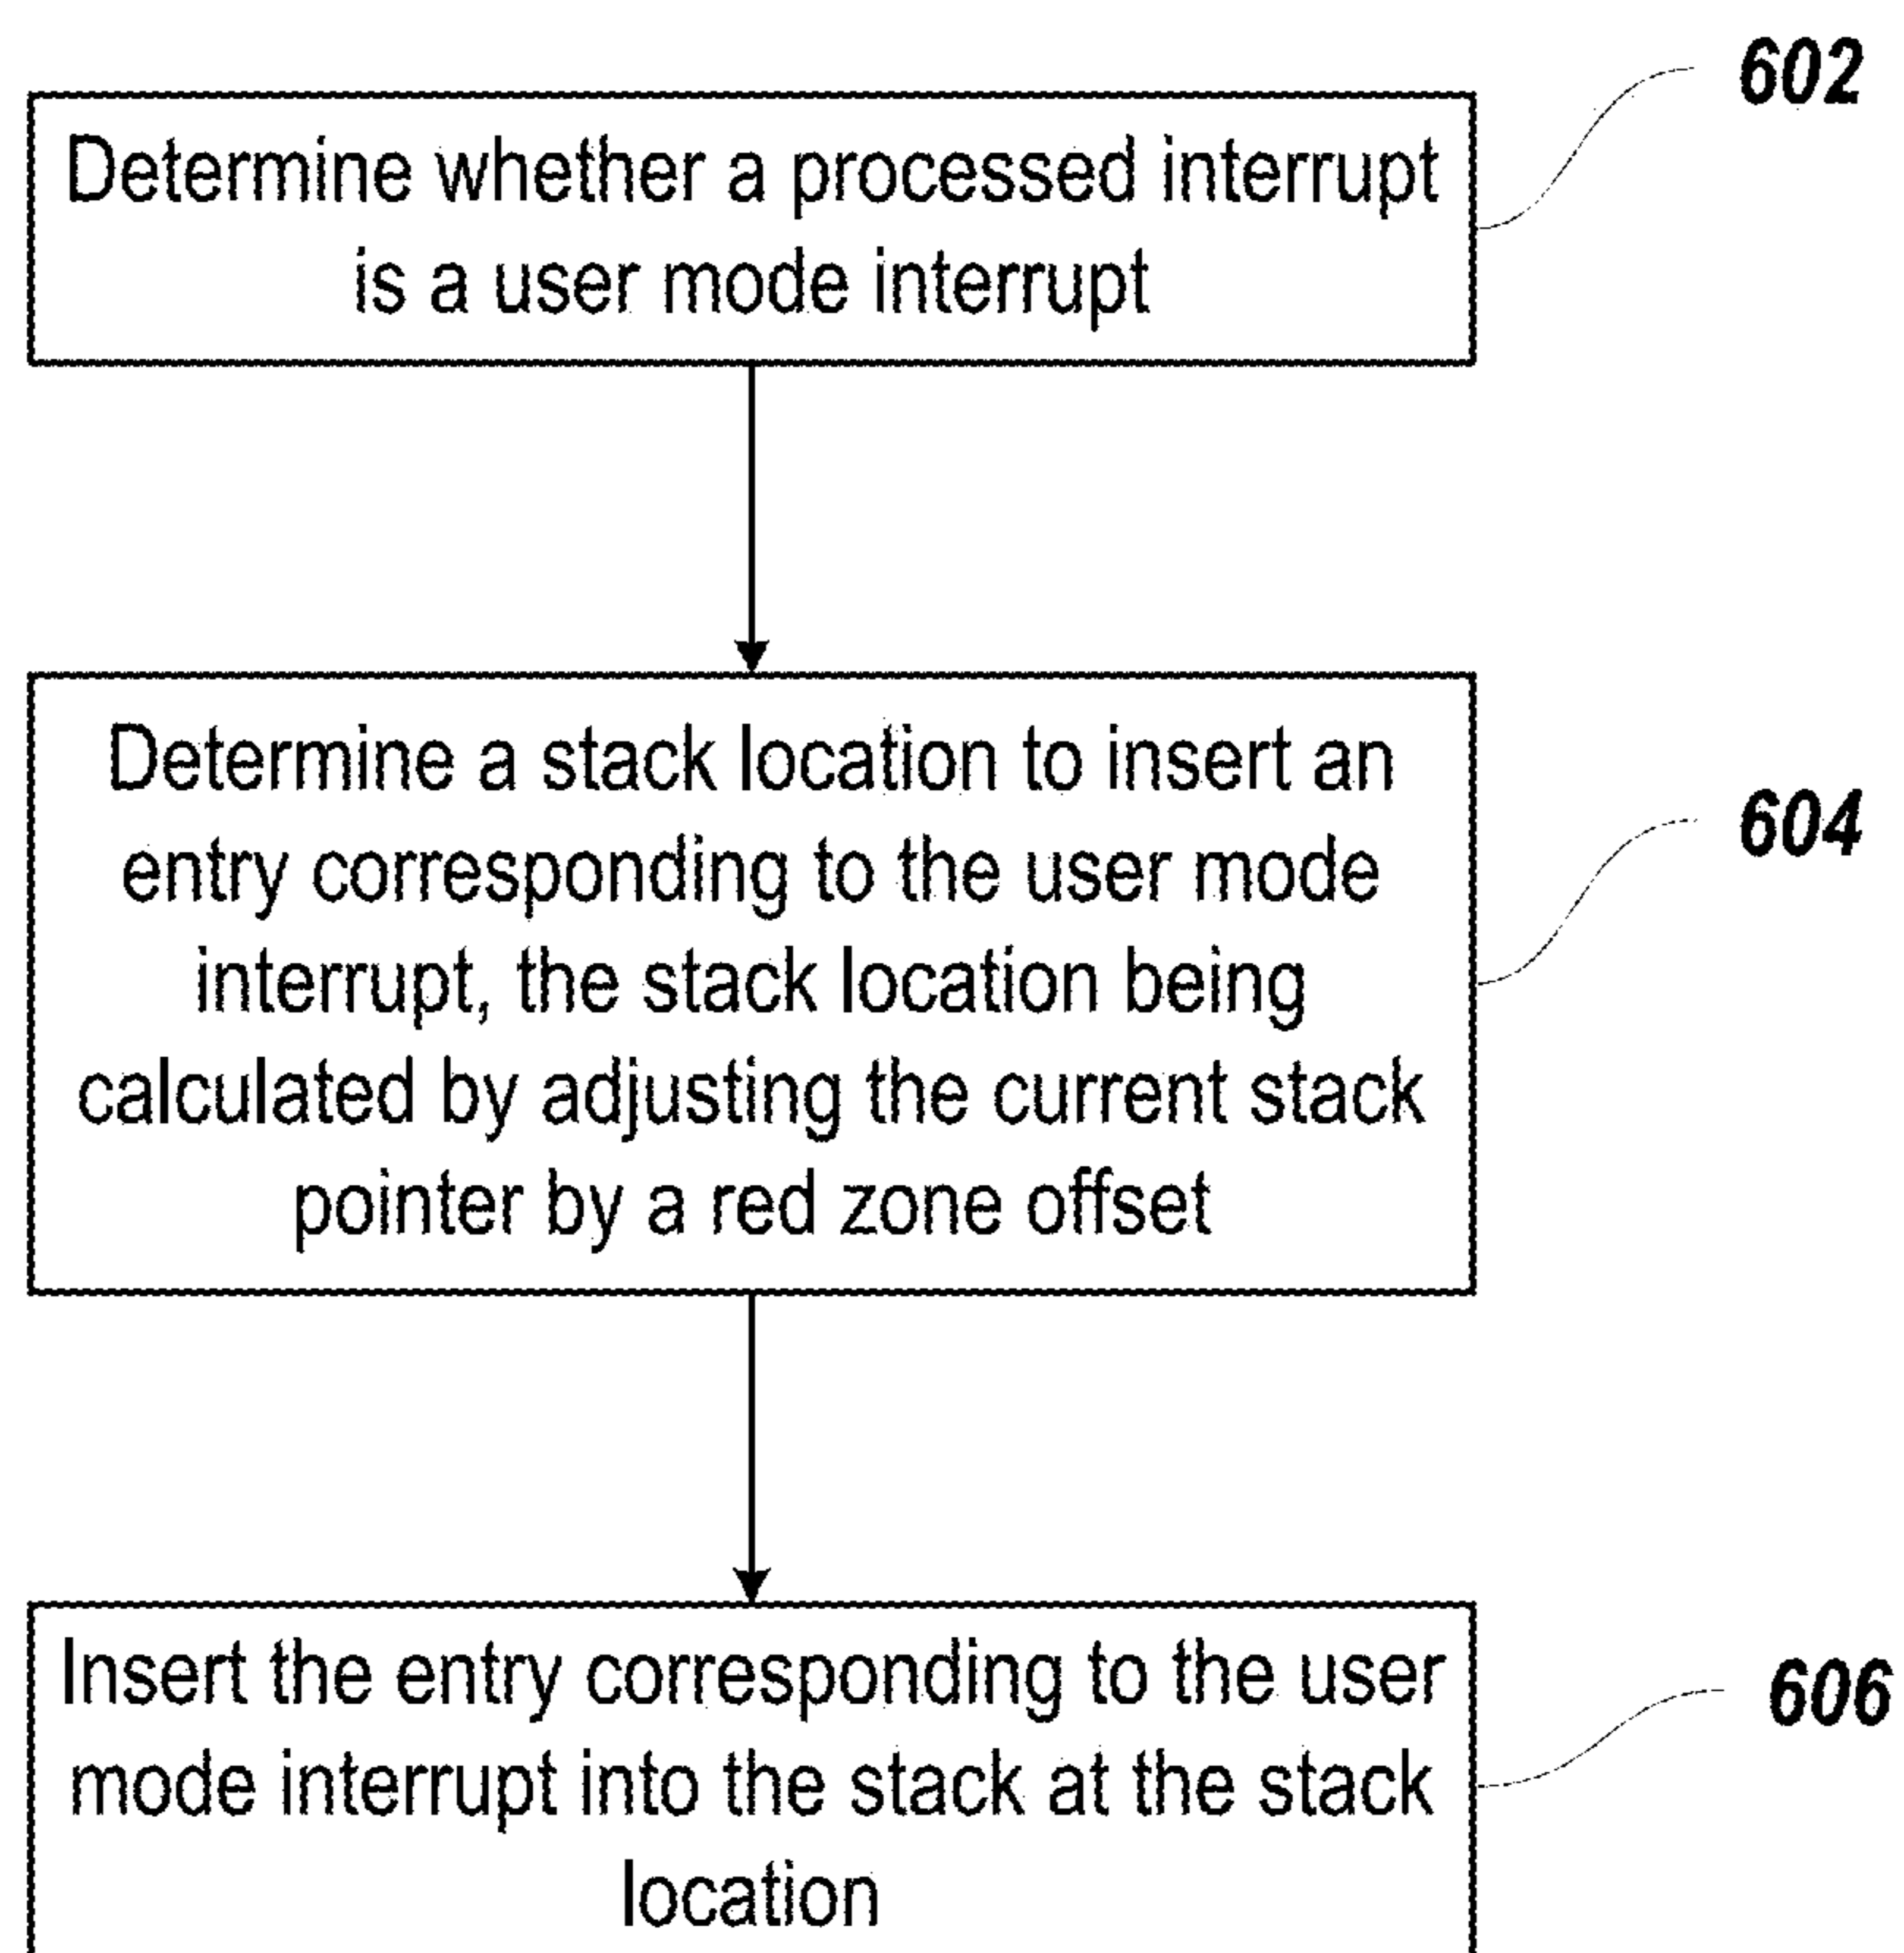 602
Determine whether a processed interrupt
is a user mode interrupt
Determine a stack location to insert an
entry corresponding to the user mode
interrupt, the stack location being
calculated by adjusting the current stack
pointer by a red zone offset
604
Insert the entry corresponding to the user
mode interrupt into the stack at the stack
location
606